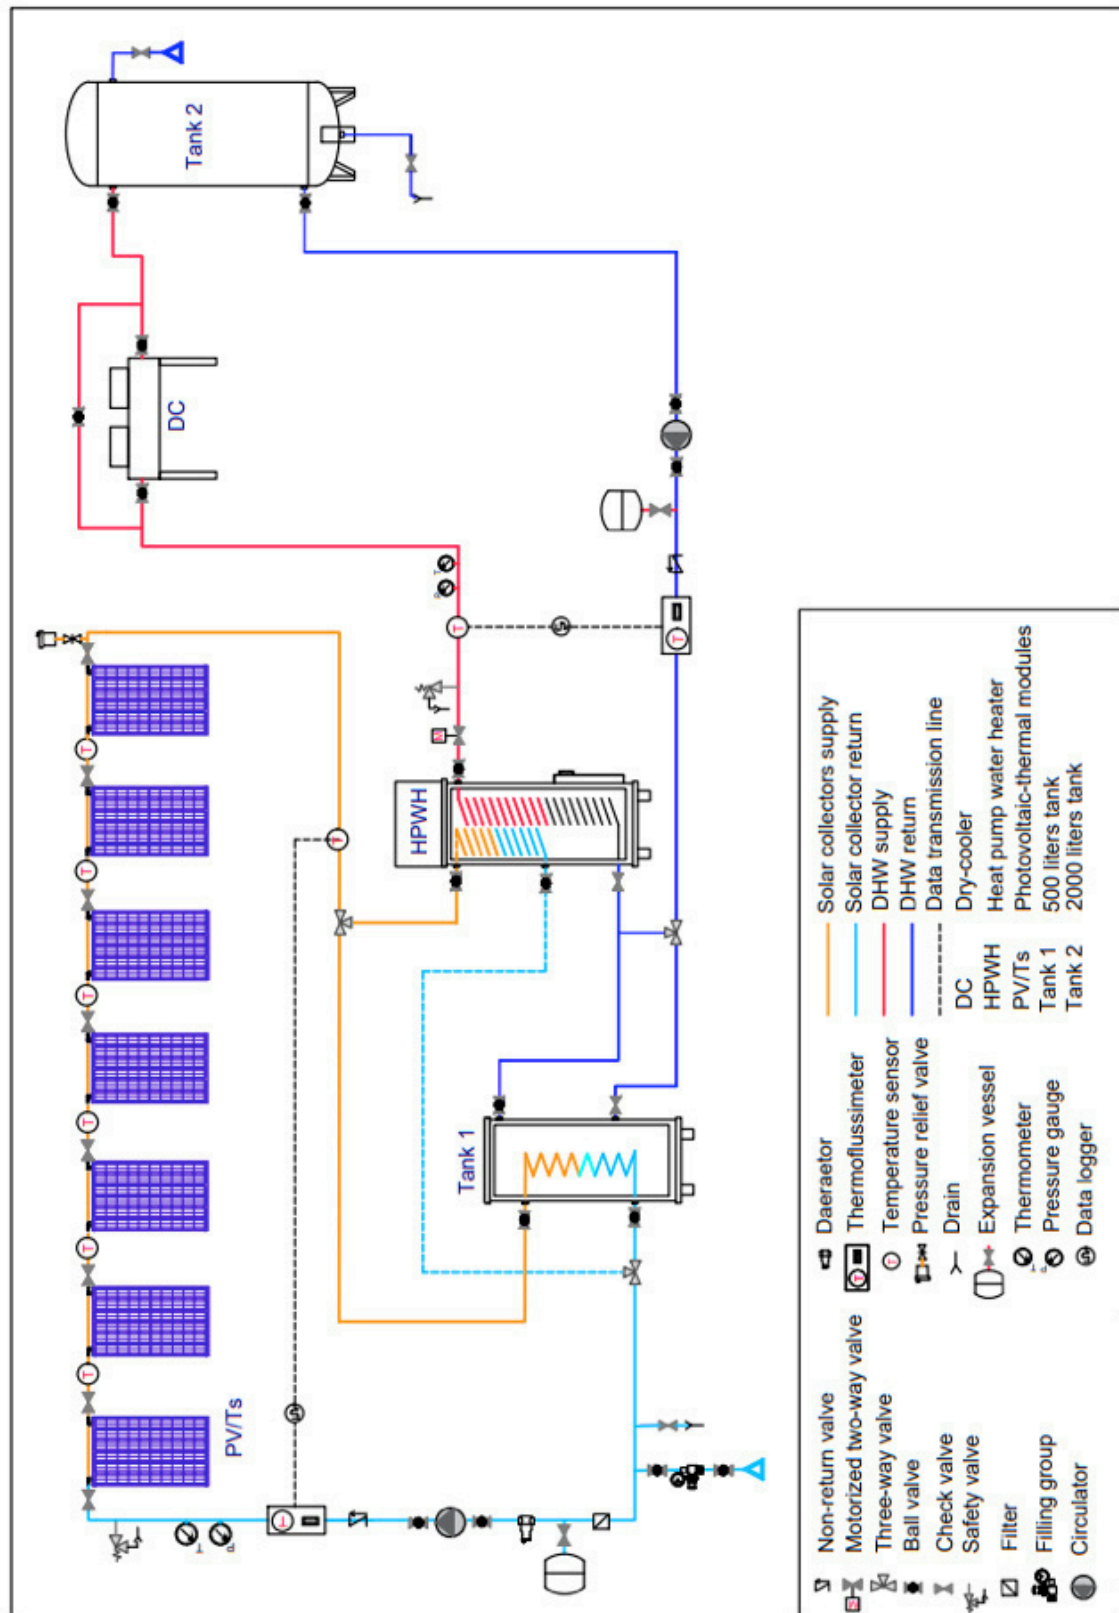 Tank 2
DC
HPWH
Tank 1
PV/Ts
T
T
T
T
T
T
T
T
T
T
T
P
T
P
M
Non-return valve
Motorized two-way valve
Three-way valve
Ball valve
Check valve
Safety valve
Filter
Filling group
Circulator
Daeraetor
Thermoflussimeter
Temperature sensor
Pressure relief valve
Drain
Expansion vessel
Thermometer
Pressure gauge
Data logger
Solar collectors supply
Solar collector return
DHW supply
DHW return
Data transmission line
DC Dry-cooler
HPWH Heat pump water heater
PV/Ts Photovoltaic-thermal modules
Tank 1 500 liters tank
Tank 2 2000 liters tank